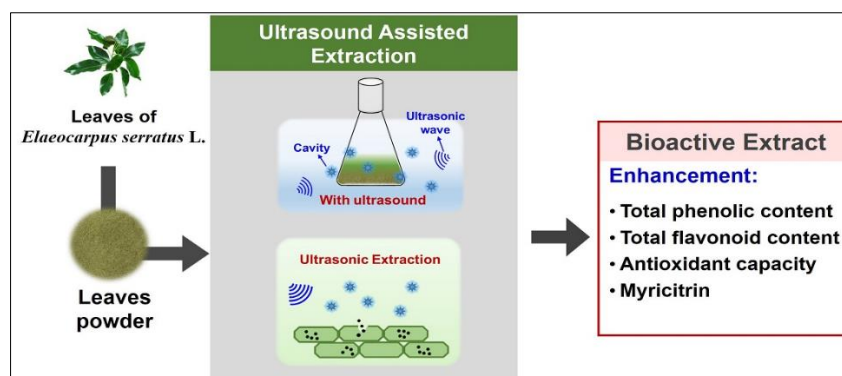 Leaves of
Elaeocarpus serratus L.
Leaves
powder
Ultrasound Assisted
Extraction
Ultrasonic
wave
Cavity
With ultrasound
Ultrasonic Extraction
Bioactive Extract
Enhancement:
• Total phenolic content
• Total flavonoid content
• Antioxidant capacity
• Myricitrin